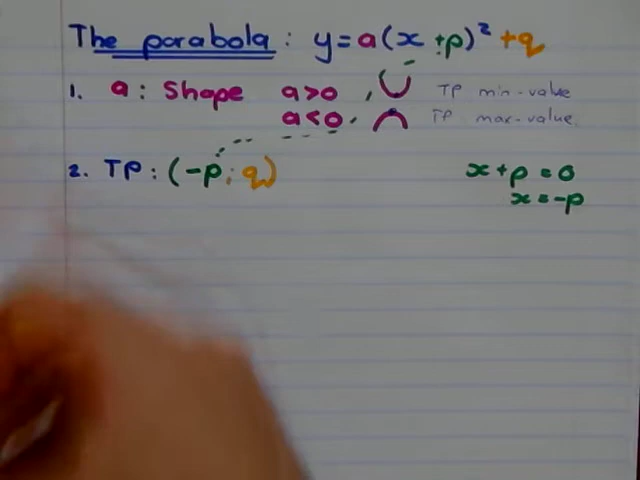 The parabola : y = a(x + p)² + q
1. a : Shape a > 0 , TP min-value
a < 0 , TP max-value.
2. TP : (-p ; q)
x + p = 0
x = -p